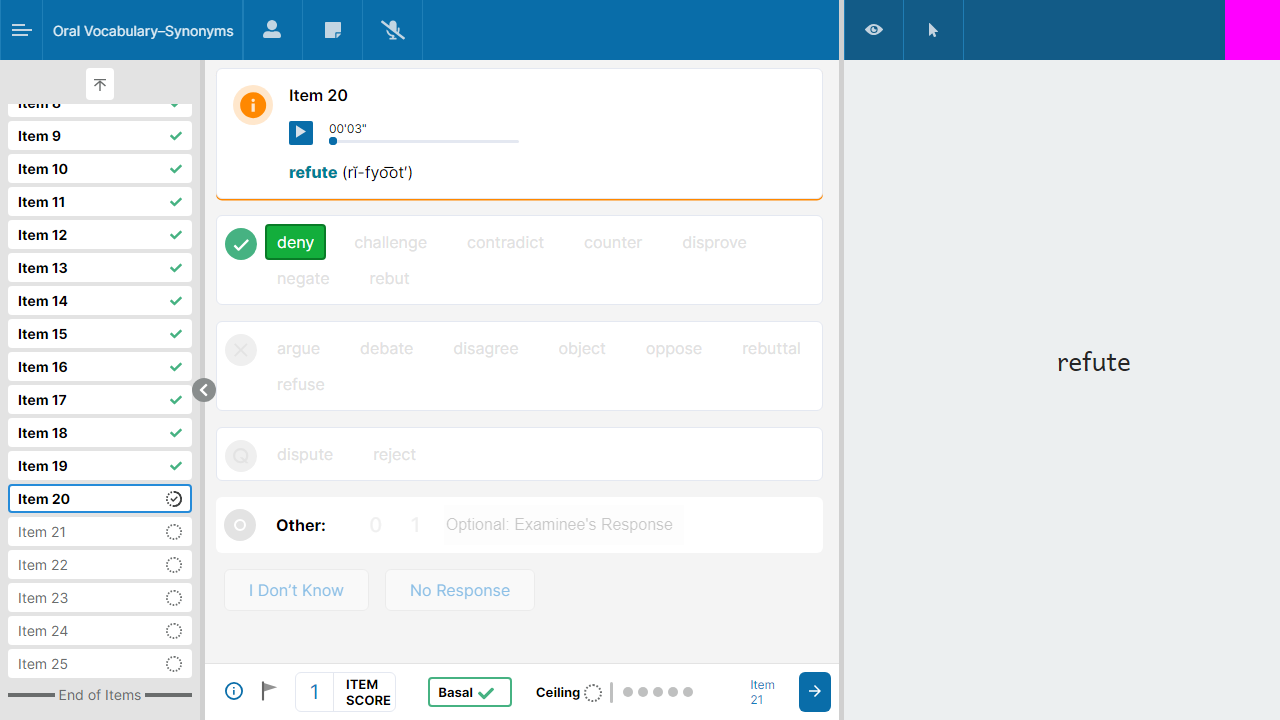 Oral Vocabulary–Synonyms
Item 8
Item 9
Item 10
Item 11
Item 12
Item 13
Item 14
Item 15
Item 16
Item 17
Item 18
Item 19
Item 20
Item 21
Item 22
Item 23
Item 24
Item 25
End of Items
Item 20
00'03"
refute (rĭ-fyo͞ot′)
deny challenge contradict counter disprove
negate rebut
argue debate disagree object oppose rebuttal
refuse
Q dispute reject
Other: 0 1 Optional: Examinee's Response
I Don't Know No Response
1 ITEM SCORE Basal Ceiling Item 21
refute